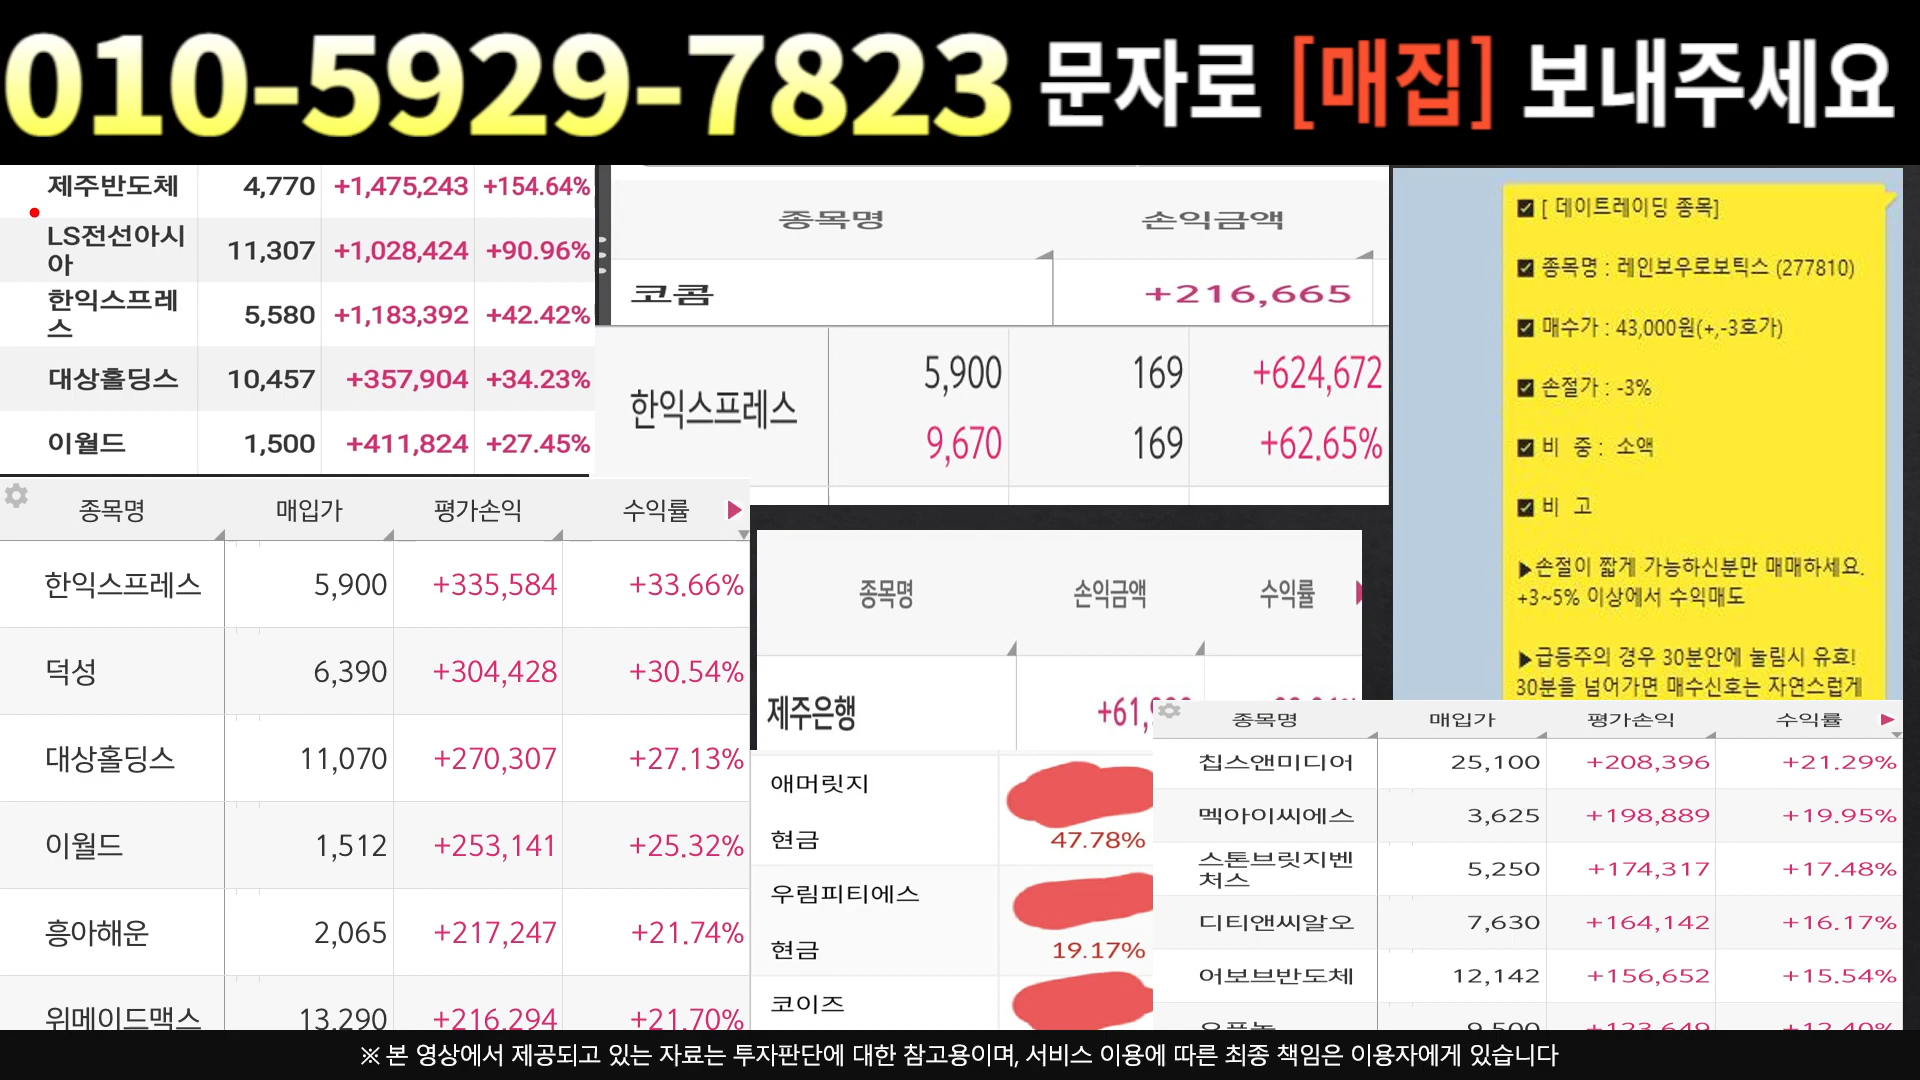 010-5929-7823 문자로 [매집] 보내주세요
제주반도체 4,770 +1,475,243 +154.64%
LS전선아시아 11,307 +1,028,424 +90.96%
한익스프레스 5,580 +1,183,392 +42.42%
대상홀딩스 10,457 +357,904 +34.23%
이월드 1,500 +411,824 +27.45%
종목명 매입가 평가손익 수익률
한익스프레스 5,900 +335,584 +33.66%
덕성 6,390 +304,428 +30.54%
대상홀딩스 11,070 +270,307 +27.13%
이월드 1,512 +253,141 +25.32%
흥아해운 2,065 +217,247 +21.74%
위메이드맥스 13,290 +216,294 +21.70%
종목명 손익금액
코콤 +216,665
한익스프레스 5,900 169 +624,672
9,670 169 +62.65%
종목명 손익금액 수익률
제주은행
애머릿지
현금 47.78%
우림피티에스
현금 19.17%
코이즈
☑ [ 데이트레이딩 종목]
☑ 종목명 : 레인보우로보틱스 (277810)
☑ 매수가 : 43,000원(+,-3호가)
☑ 손절가 : -3%
☑ 비 중 : 소액
☑ 비 고
▶손절이 짧게 가능하신분만 매매하세요.
+3~5% 이상에서 수익매도
▶급등주의 경우 30분안에 눌림시 유효!
30분을 넘어가면 매수신호는 자연스럽게
종목명 매입가 평가손익 수익률
칩스앤미디어 25,100 +208,396 +21.29%
멕아이씨에스 3,625 +198,889 +19.95%
스톤브릿지벤처스 5,250 +174,317 +17.48%
디티앤씨알오 7,630 +164,142 +16.17%
어보브반도체 12,142 +156,652 +15.54%
※ 본 영상에서 제공되고 있는 자료는 투자판단에 대한 참고용이며, 서비스 이용에 따른 최종 책임은 이용자에게 있습니다